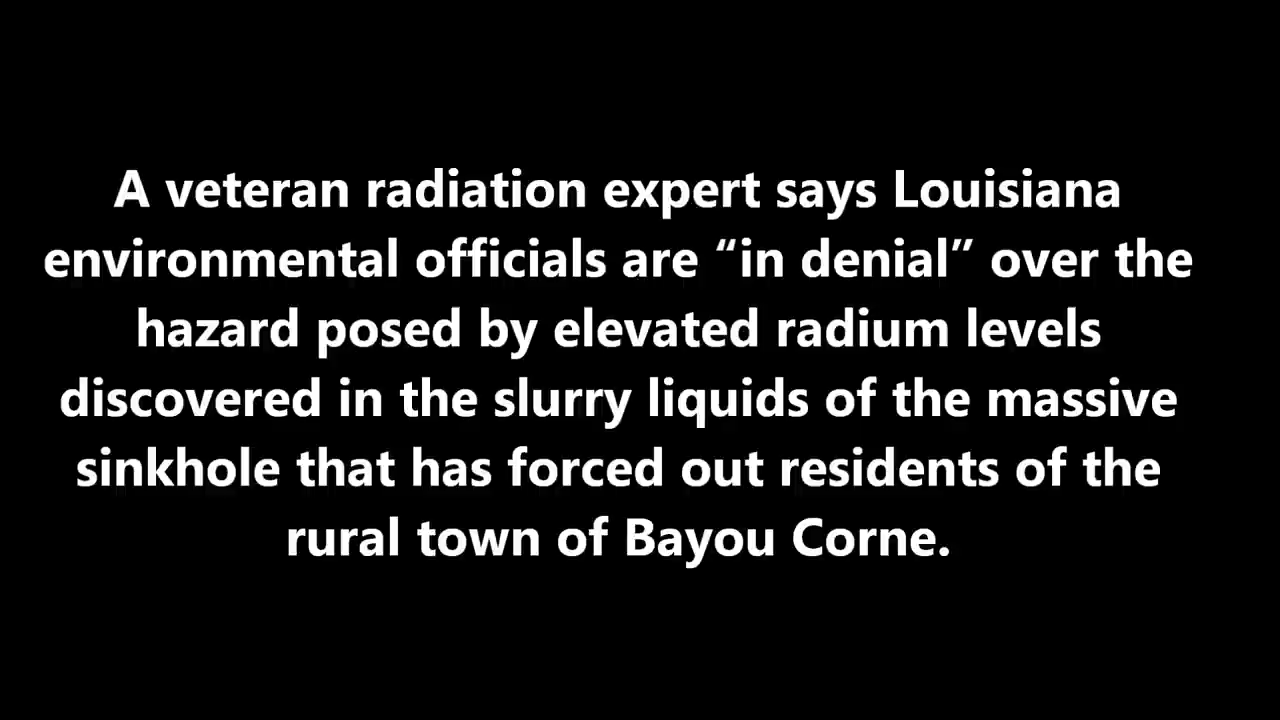 A veteran radiation expert says Louisiana
environmental officials are “in denial” over the
hazard posed by elevated radium levels
discovered in the slurry liquids of the massive
sinkhole that has forced out residents of the
rural town of Bayou Corne.